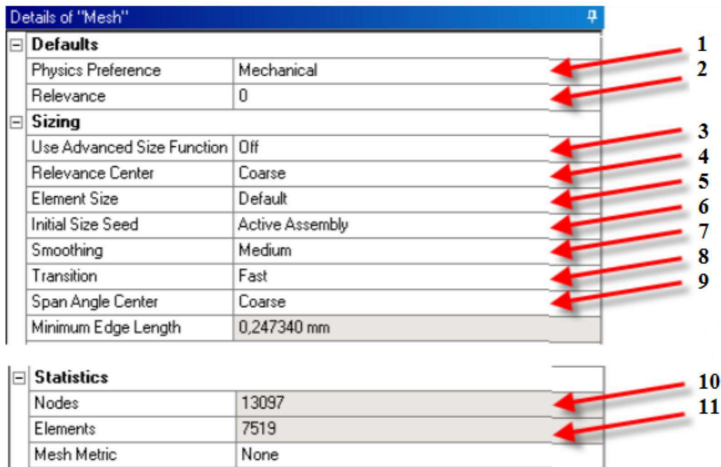 Details of "Mesh"
Defaults
Physics Preference Mechanical 1
Relevance 0 2
Sizing
Use Advanced Size Function Off 3
Relevance Center Coarse 4
Element Size Default 5
Initial Size Seed Active Assembly 6
Smoothing Medium 7
Transition Fast 8
Span Angle Center Coarse 9
Minimum Edge Length 0,247340 mm
Statistics
Nodes 13097 10
Elements 7519 11
Mesh Metric None